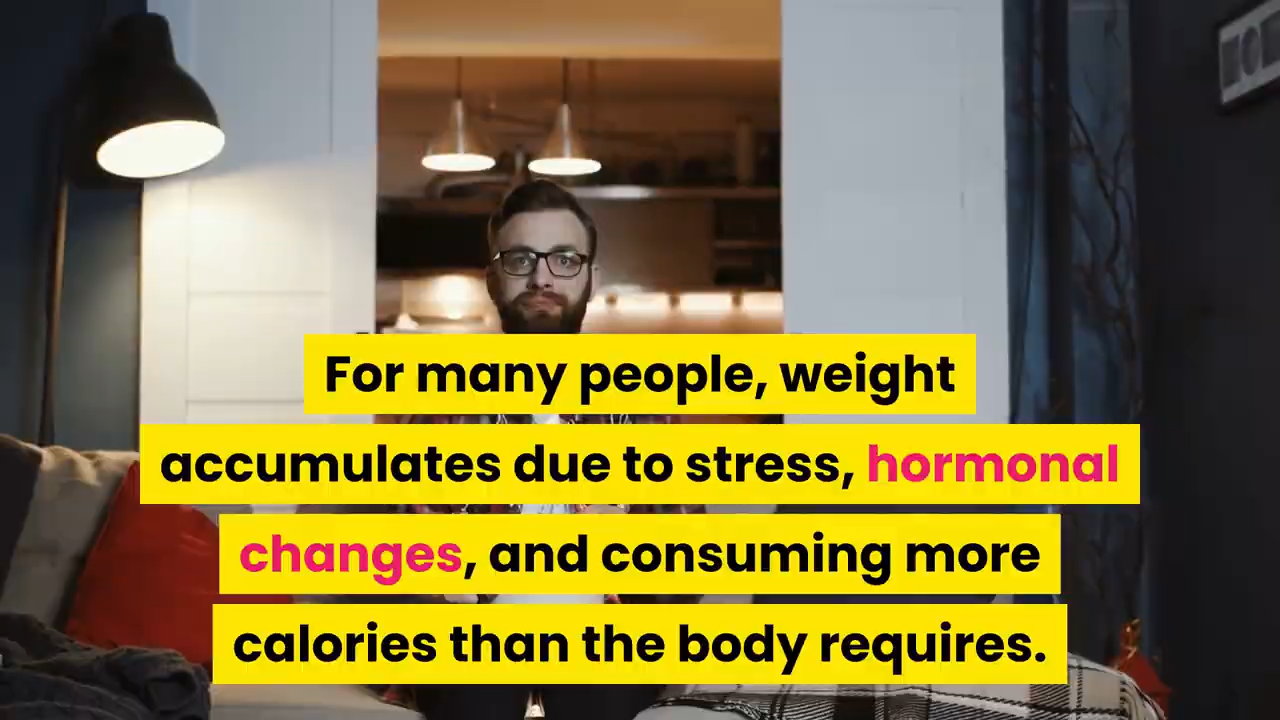 For many people, weight
accumulates due to stress, hormonal
changes, and consuming more
calories than the body requires.